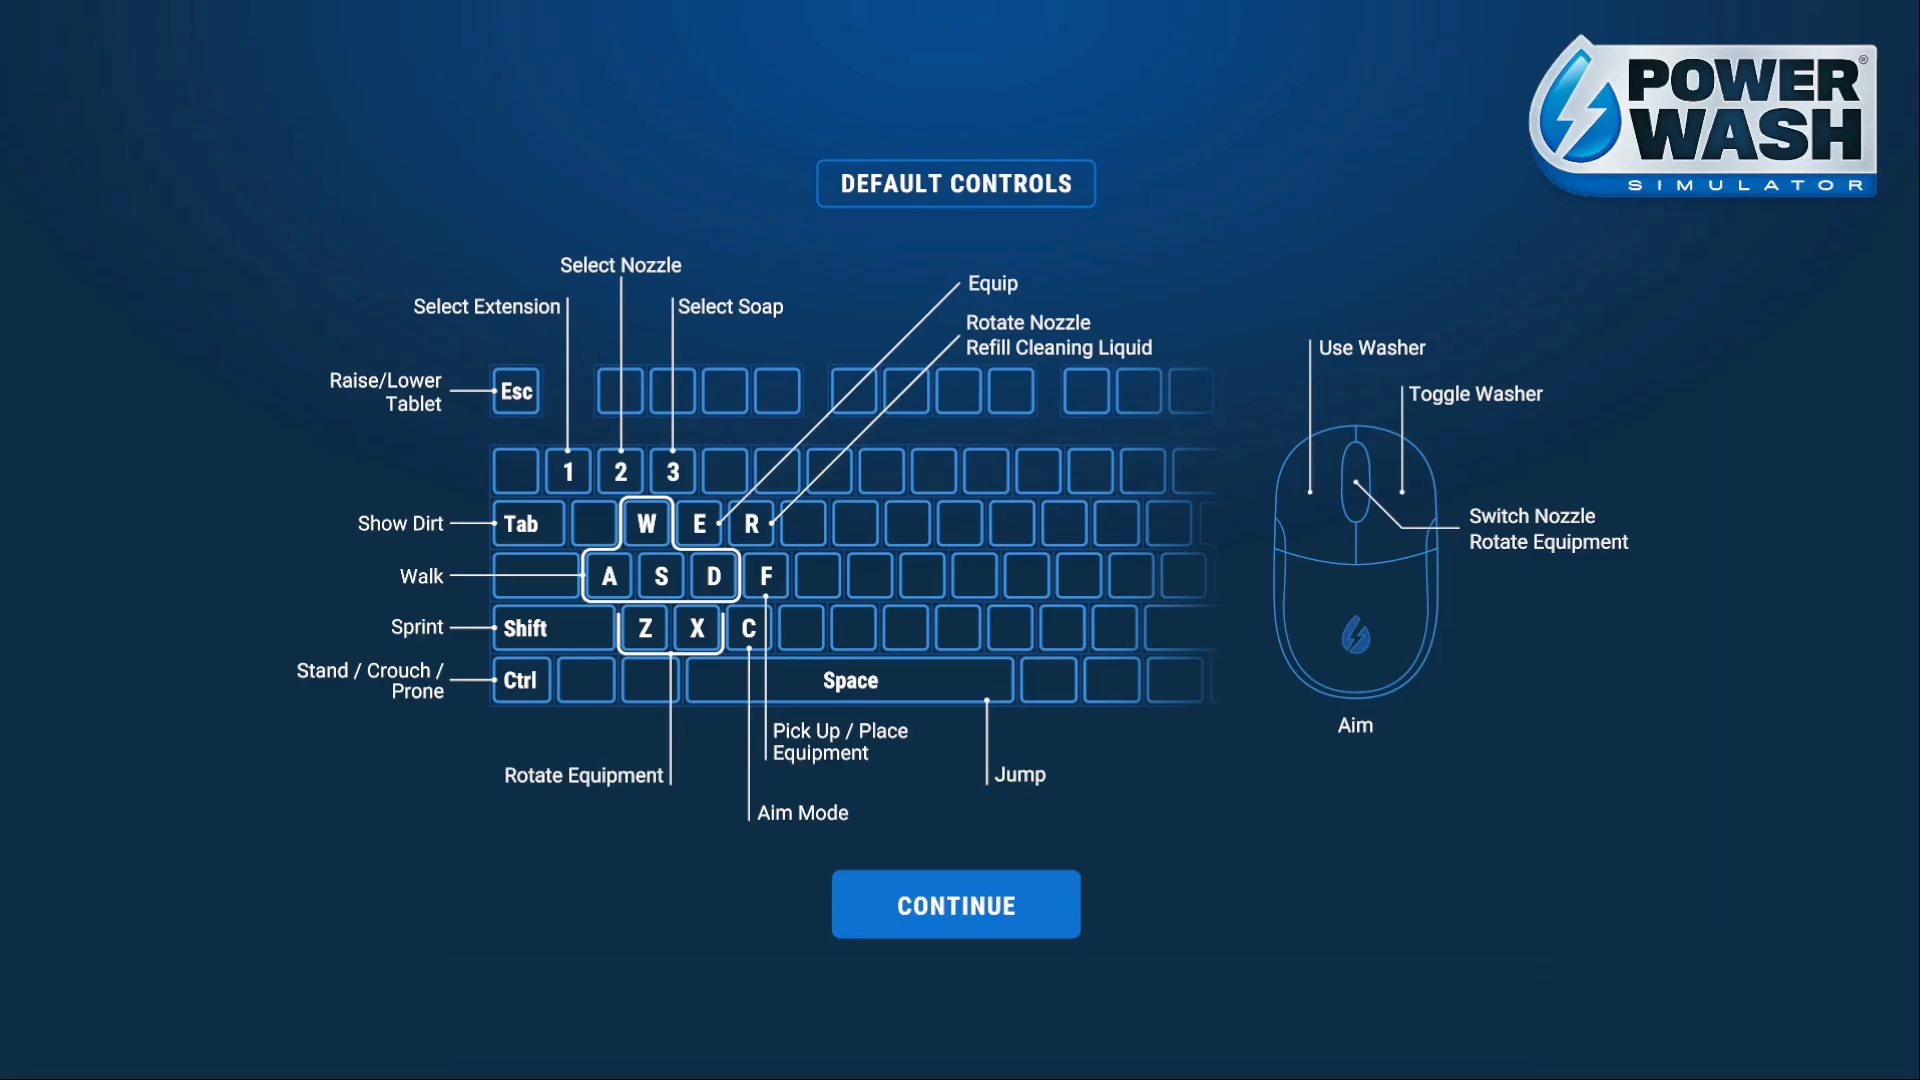 POWER®
WASH
SIMULATOR
DEFAULT CONTROLS
Select Nozzle
Select Extension
Select Soap
Equip
Rotate Nozzle
Refill Cleaning Liquid
Raise/Lower
Tablet
Esc
1 2 3
Show Dirt
Tab W E R
Walk
A S D F
Sprint
Shift Z X C
Stand / Crouch /
Prone
Ctrl Space
Pick Up / Place
Equipment
Rotate Equipment
Jump
Aim Mode
Use Washer
Toggle Washer
Switch Nozzle
Rotate Equipment
Aim
CONTINUE